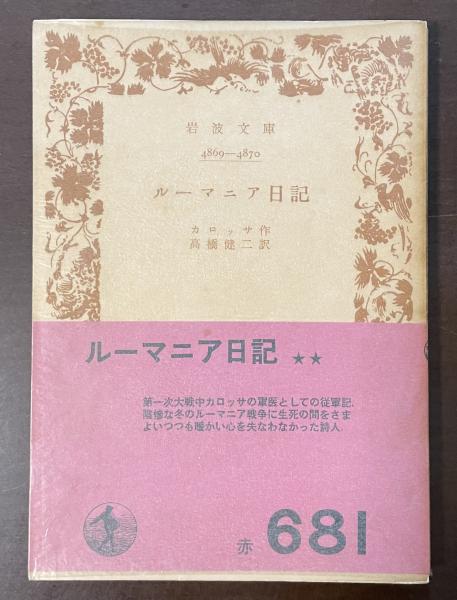 岩波文庫
4869—4870
ルーマニア日記
カロッサ作
高橋健二訳
ルーマニア日記 ★★
第一次大戦中カロッサの軍医としての従軍記.
陰惨な冬のルーマニア戦争に生死の間をさま
よいつつも暖かい心を失なわなかった詩人.
赤 681